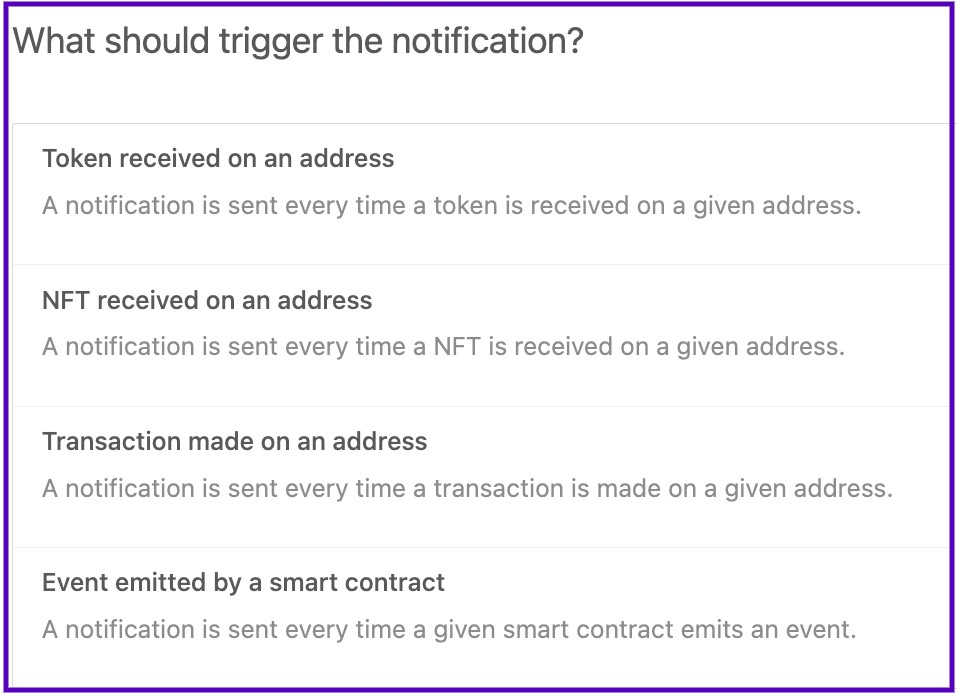 What should trigger the notification?
Token received on an address
A notification is sent every time a token is received on a given address.
NFT received on an address
A notification is sent every time a NFT is received on a given address.
Transaction made on an address
A notification is sent every time a transaction is made on a given address.
Event emitted by a smart contract
A notification is sent every time a given smart contract emits an event.